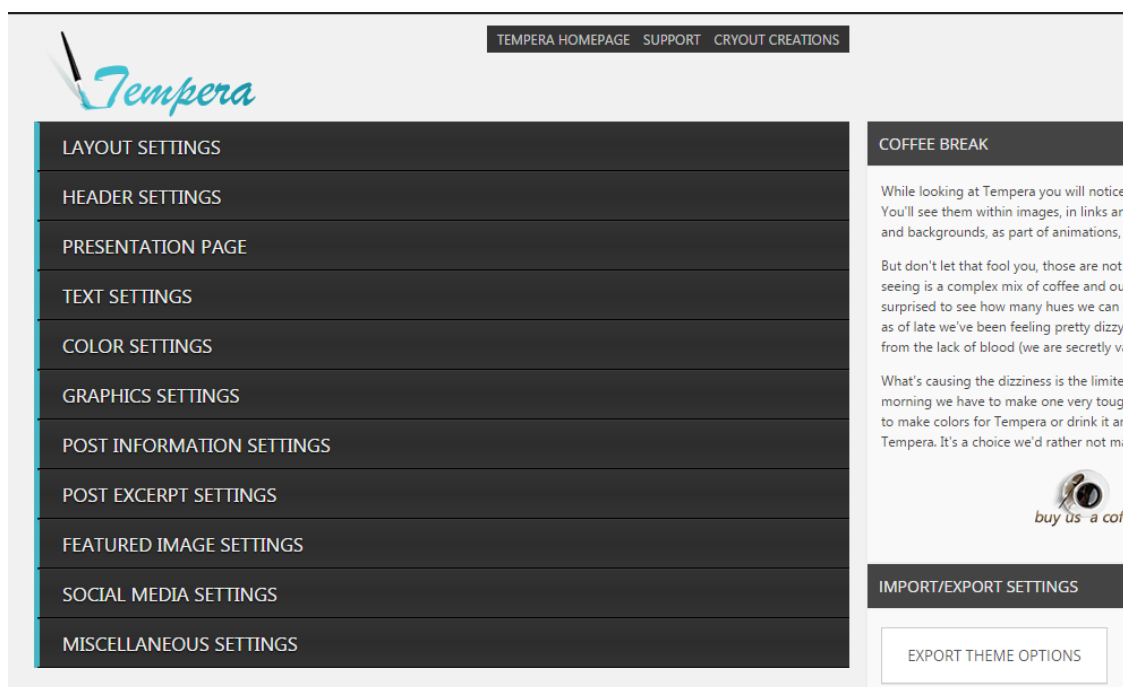 TEMPERA HOMEPAGE SUPPORT CRYOUT CREATIONS
Tempera
LAYOUT SETTINGS
HEADER SETTINGS
PRESENTATION PAGE
TEXT SETTINGS
COLOR SETTINGS
GRAPHICS SETTINGS
POST INFORMATION SETTINGS
POST EXCERPT SETTINGS
FEATURED IMAGE SETTINGS
SOCIAL MEDIA SETTINGS
MISCELLANEOUS SETTINGS
COFFEE BREAK
While looking at Tempera you will notice
You'll see them within images, in links
and backgrounds, as part of animations,
But don't let that fool you, those are not
seeing is a complex mix of coffee and
surprised to see how many hues we can
as of late we've been feeling pretty dizzy
from the lack of blood (we are secretly
What's causing the dizziness is the
morning we have to make one very
to make colors for Tempera or drink it
Tempera. It's a choice we'd rather not
buy us a
IMPORT/EXPORT SETTINGS
EXPORT THEME OPTIONS